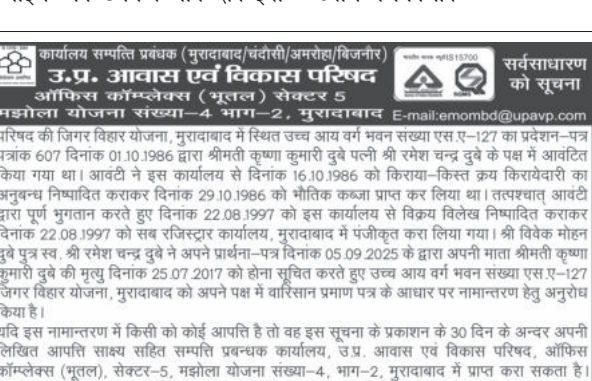 कार्यालय सम्पत्ति प्रबंधक (मुरादाबाद/चंदौसी/अमरोहा/बिजनौर)
उ.प्र. आवास एवं विकास परिषद
ऑफिस कॉम्प्लेक्स (भूतल) सेक्टर 5
मझोला योजना संख्या–4 भाग–2, मुरादाबाद
IS15700
सर्वसाधारण
को सूचना
E-mail:emombd@upavp.com
परिषद की जिगर विहार योजना, मुरादाबाद में स्थित उच्च आय वर्ग भवन संख्या एस.ए–127 का प्रदेशन–पत्र
पत्रांक 607 दिनांक 01.10.1986 द्वारा श्रीमती कृष्णा कुमारी दुबे पत्नी श्री रमेश चन्द्र दुबे के पक्ष में आवंटित
किया गया था। आवंटी ने इस कार्यालय से दिनांक 16.10.1986 को किराया–किस्त क्रय किरायेदारी का
अनुबन्ध निष्पादित कराकर दिनांक 29.10.1986 को भौतिक कब्जा प्राप्त कर लिया था। तत्पश्चात् आवंटी
द्वारा पूर्ण भुगतान करते हुए दिनांक 22.08.1997 को इस कार्यालय से विक्रय विलेख निष्पादित कराकर
दिनांक 22.08.1997 को सब रजिस्ट्रार कार्यालय, मुरादाबाद में पंजीकृत करा लिया गया। श्री विवेक मोहन
दुबे पुत्र स्व. श्री रमेश चन्द्र दुबे ने अपने प्रार्थना–पत्र दिनांक 05.09.2025 के द्वारा अपनी माता श्रीमती कृष्णा
कुमारी दुबे की मृत्यु दिनांक 25.07.2017 को होना सूचित करते हुए उच्च आय वर्ग भवन संख्या एस.ए–127
जिगर विहार योजना, मुरादाबाद को अपने पक्ष में वारिसान प्रमाण पत्र के आधार पर नामान्तरण हेतु अनुरोध
किया है।
यदि इस नामान्तरण में किसी को कोई आपत्ति है तो वह इस सूचना के प्रकाशन के 30 दिन के अन्दर अपनी
लिखित आपत्ति साक्ष्य सहित सम्पत्ति प्रबन्धक कार्यालय, उ.प्र. आवास एवं विकास परिषद, ऑफिस
कॉम्प्लेक्स (भूतल), सेक्टर–5, मझोला योजना संख्या–4, भाग–2, मुरादाबाद में प्राप्त करा सकता है।